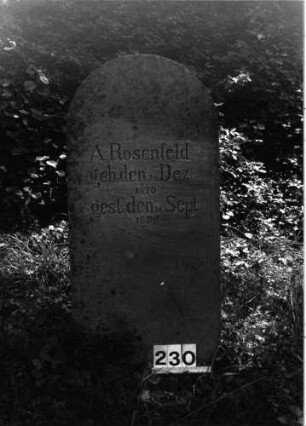 A. Rosenfeld
geb. den Dez.
gest. den Sept.
230